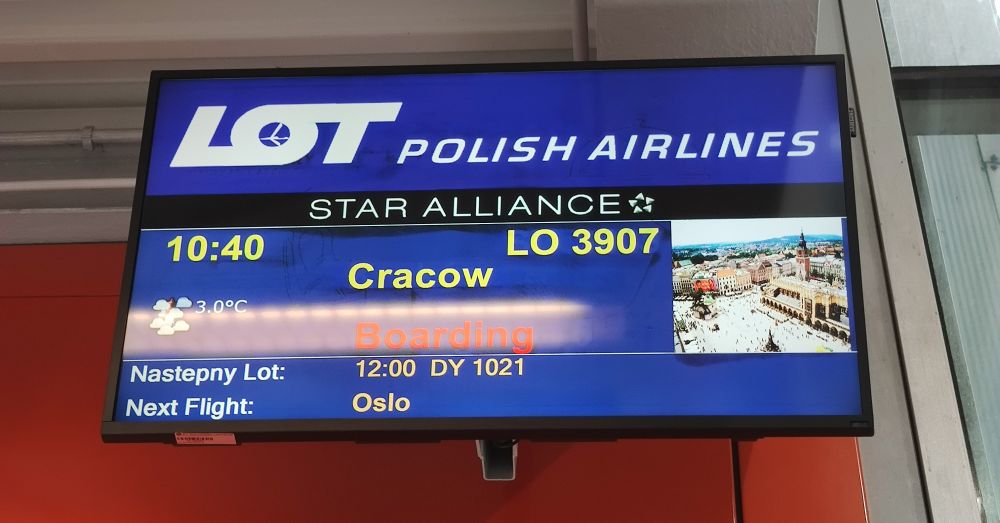 LOT POLISH AIRLINES
STAR ALLIANCE
10:40 LO 3907
Cracow
3.0°C
Boarding
Nastepny Lot: 12:00 DY 1021
Next Flight: Oslo